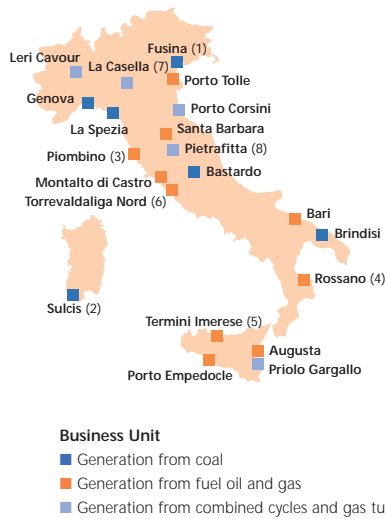 Fusina (1)
Leri Cavour
La Casella (7)
Porto Tolle
Genova
Porto Corsini
La Spezia
Santa Barbara
Piombino (3)
Pietrafitta (8)
Montalto di Castro
Bastardo
Torrevaldaliga Nord (6)
Bari
Brindisi
Rossano (4)
Sulcis (2)
Termini Imerese (5)
Augusta
Porto Empedocle
Priolo Gargallo
Business Unit
Generation from coal
Generation from fuel oil and gas
Generation from combined cycles and gas tu